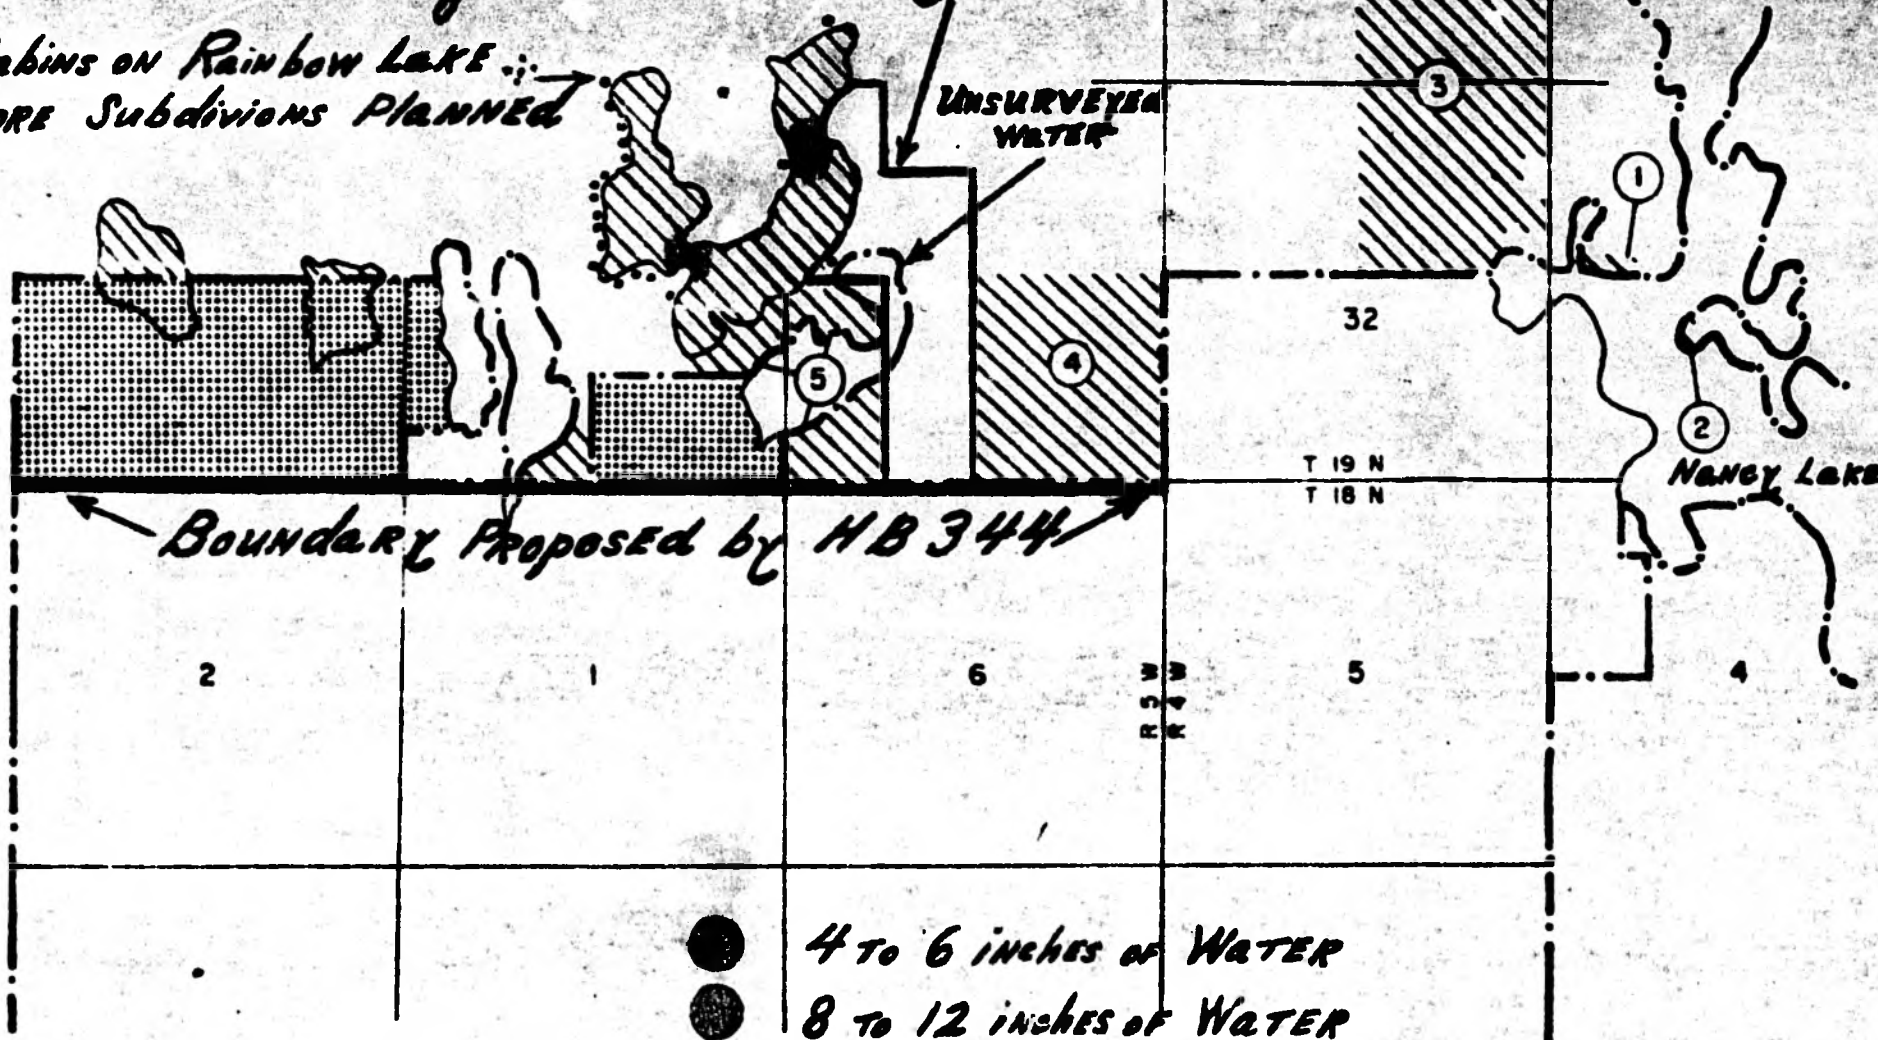 ON Rainbow LAKE
Subdivions PLANNED
UNSURVEYED
WATER
3
1
32
4
5
2
T 19 N
T 18 N
NANCY LAKE
BOUNDARY PROPOSED by HB 344
2
1
6
5
4
R 5 W
R 4 W
4 TO 6 inches OF WATER
8 TO 12 inches OF WATER